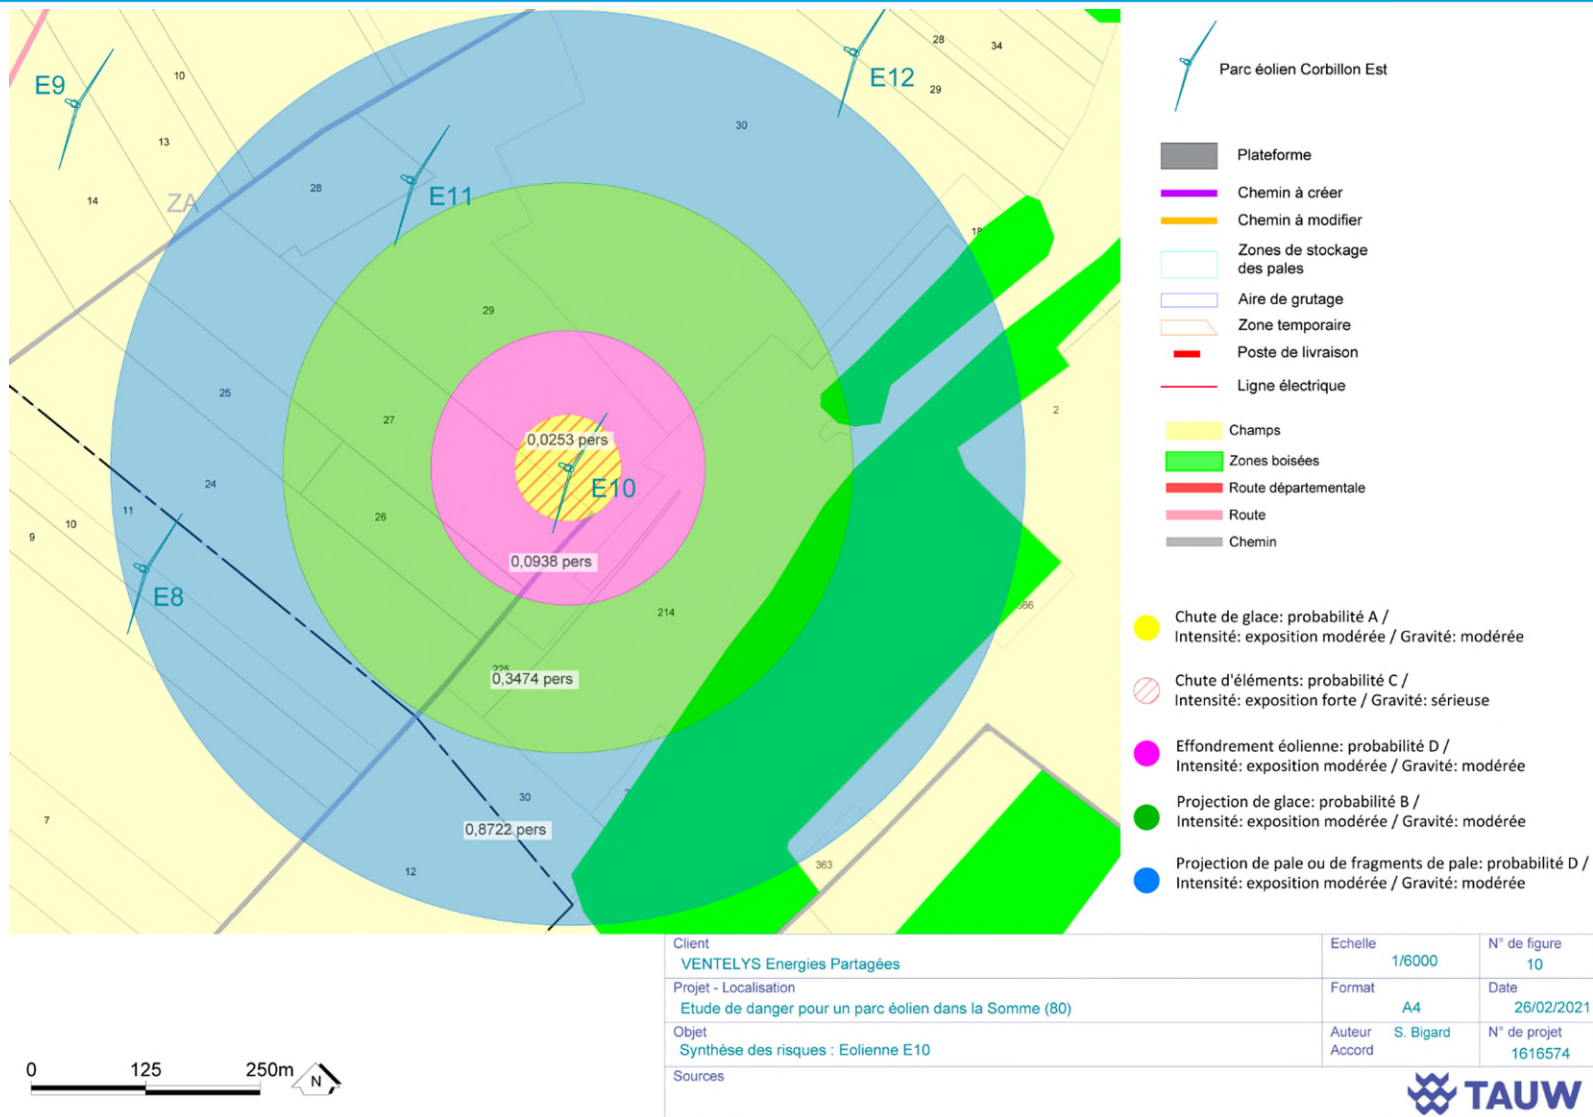 E9
10
13
14
ZA
28
E11
30
E12
28
34
29
18
29
25
27
24
26
11
10
9
E8
0,0253 pers
E10
0,0938 pers
214
225
0,3474 pers
30
0,8722 pers
12
7
2
566
363
Parc éolien Corbillon Est
Plateforme
Chemin à créer
Chemin à modifier
Zones de stockage
des pales
Aire de grutage
Zone temporaire
Poste de livraison
Ligne électrique
Champs
Zones boisées
Route départementale
Route
Chemin
Chute de glace: probabilité A /
Intensité: exposition modérée / Gravité: modérée
Chute d'éléments: probabilité C /
Intensité: exposition forte / Gravité: sérieuse
Effondrement éolienne: probabilité D /
Intensité: exposition modérée / Gravité: modérée
Projection de glace: probabilité B /
Intensité: exposition modérée / Gravité: modérée
Projection de pale ou de fragments de pale: probabilité D /
Intensité: exposition modérée / Gravité: modérée
Client
VENTELYS Energies Partagées
Echelle
1/6000
N° de figure
10
Projet - Localisation
Etude de danger pour un parc éolien dans la Somme (80)
Format
A4
Date
26/02/2021
Objet
Synthèse des risques : Eolienne E10
Auteur S. Bigard
Accord
N° de projet
1616574
Sources
TAUW
0 125 250m
N